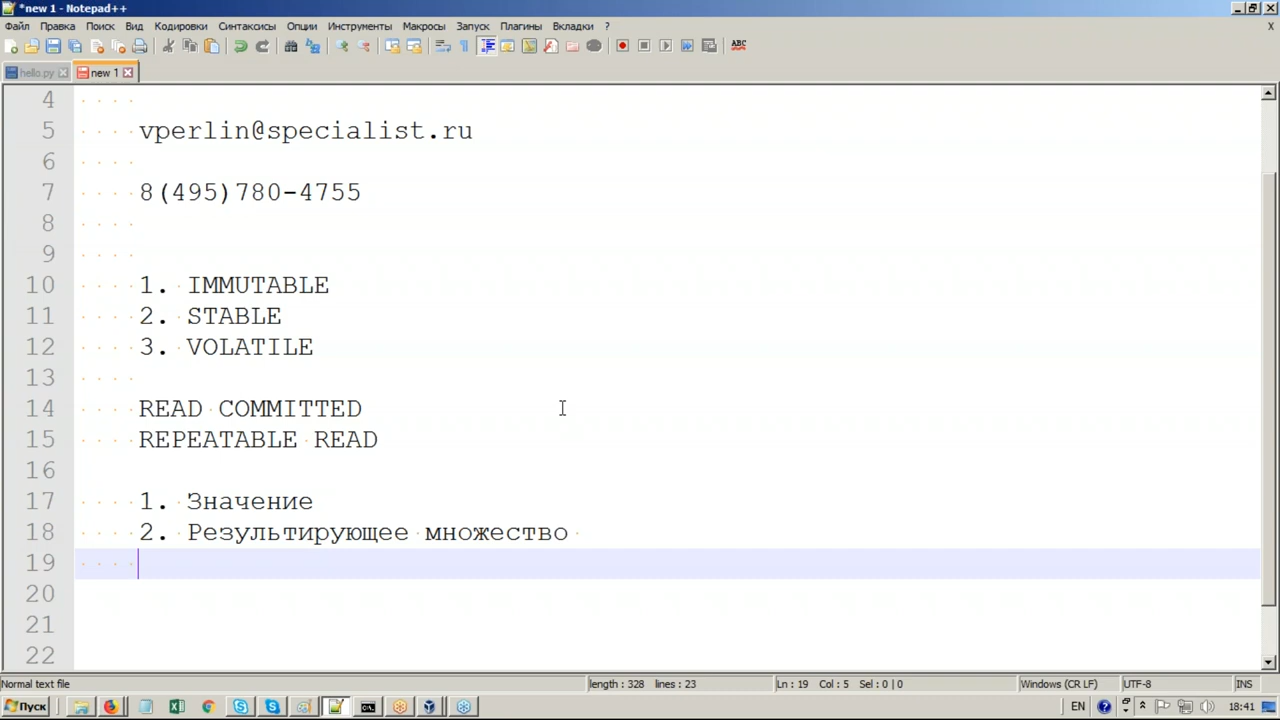 *new 1 - Notepad++
Файл Правка Поиск Вид Кодировки Синтаксисы Опции Инструменты Макросы Запуск Плагины Вкладки ? X
ABC
hello.py new 1
4
5 vperlin@specialist.ru
6
7 8(495)780-4755
8
9
10 1. IMMUTABLE
11 2. STABLE
12 3. VOLATILE
13
14 READ COMMITTED
15 REPEATABLE READ
16
17 1. Значение
18 2. Результирующее множество
19
20
21
22
Normal text file length : 328 lines : 23 Ln : 19 Col : 5 Sel : 0 | 0 Windows (CR LF) UTF-8 INS
Пуск EN 18:41